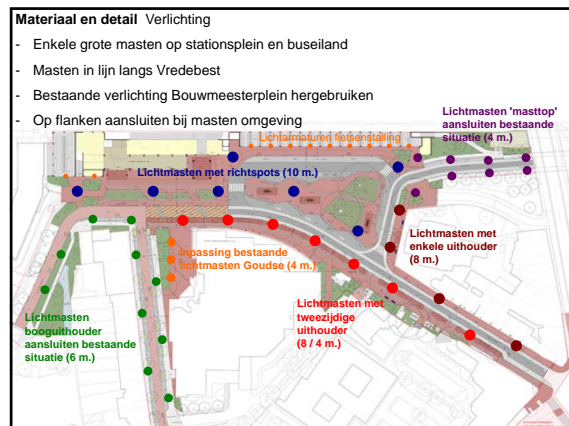 Materiaal en detail Verlichting
- Enkele grote masten op stationsplein en buseiland
- Masten in lijn langs Vredebest
- Bestaande verlichting Bouwmeesterplein hergebruiken
- Op flanken aansluiten bij masten omgeving
Lichtmasten 'masttop'
aansluiten bestaande
situatie (4 m.)
Lichtarmaturen fietsenstalling
Lichtmasten met richtspots (10 m.)
Lichtmasten met
enkele uithouder
(8 m.)
Inpassing bestaande
lichtmasten Goudse (4 m.)
Lichtmasten met
tweezijdige
uithouder
(8 / 4 m.)
Lichtmasten
booguithouder
aansluiten bestaande
situatie (6 m.)